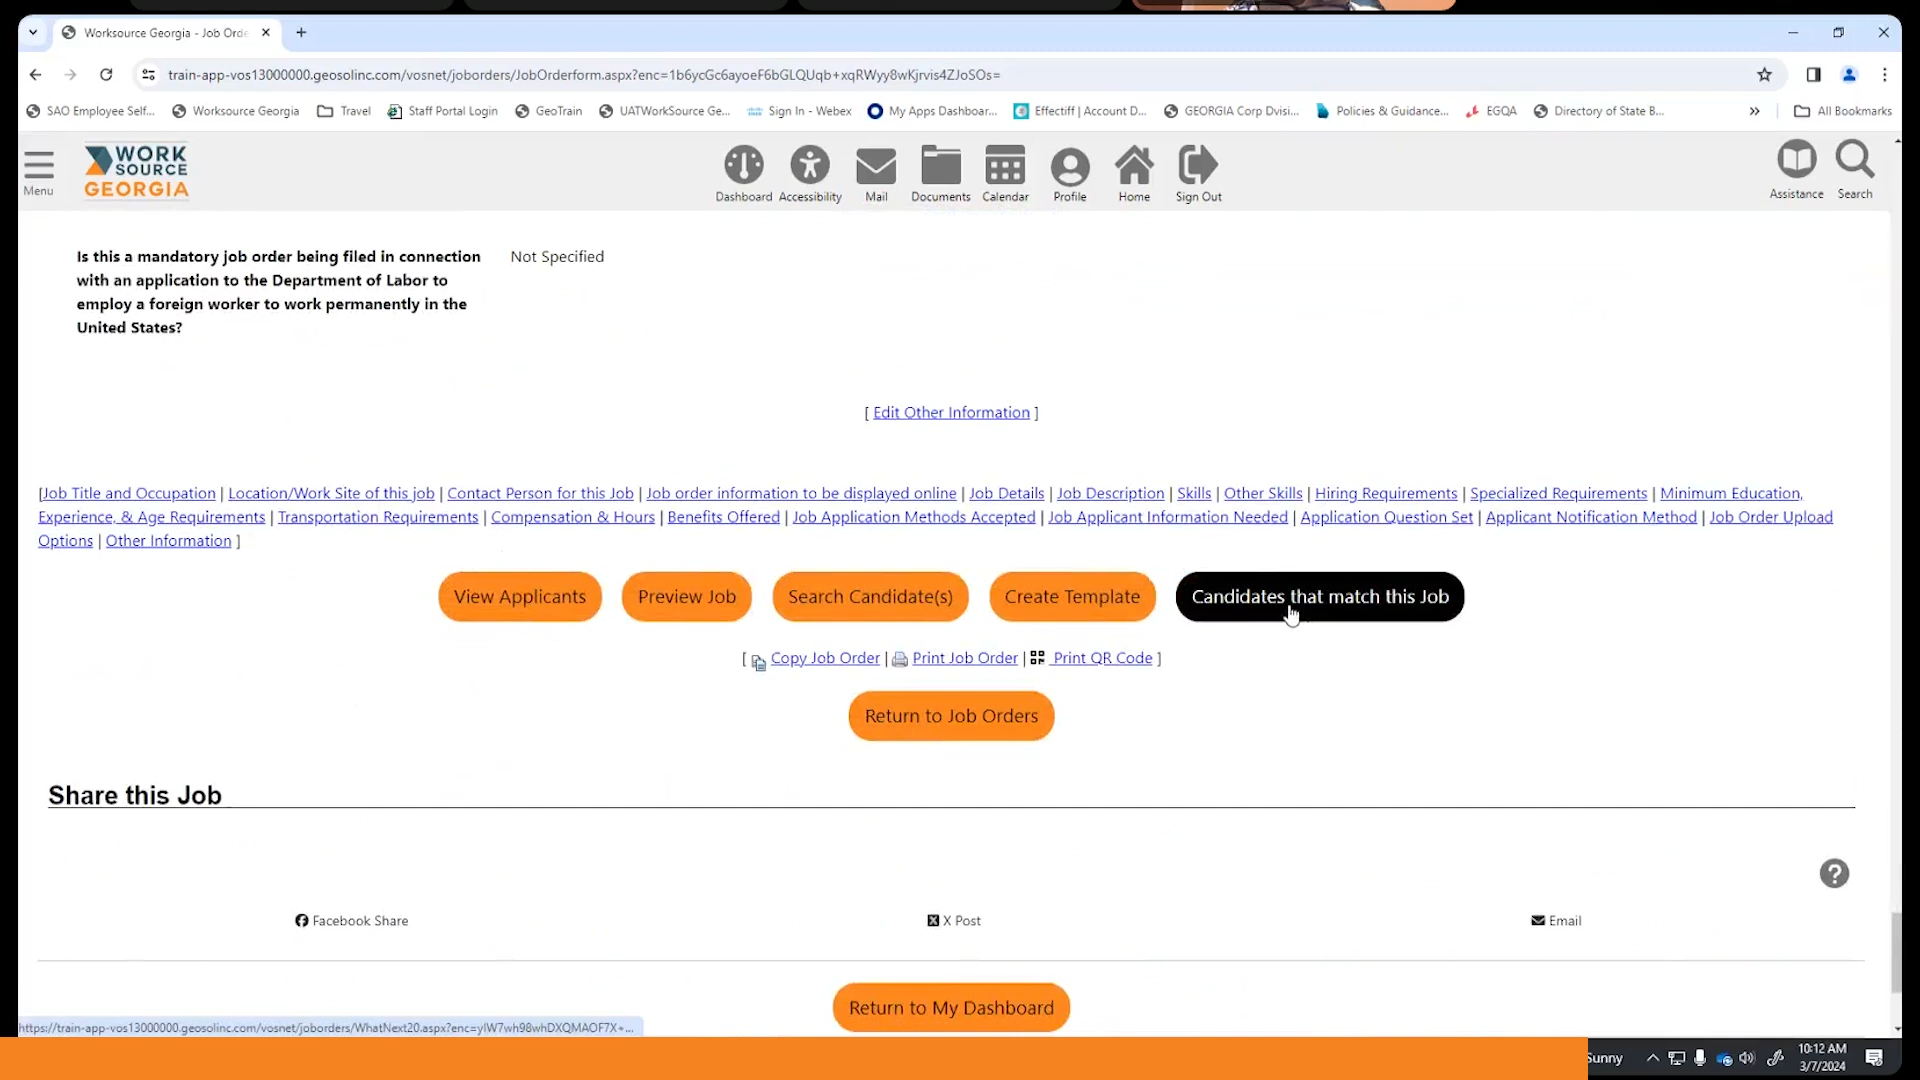 Worksource Georgia - Job Orde
train-app-vos13000000.geosolinc.com/vosnet/joborders/JobOrderform.aspx?enc=1b6ycGc6ayoeF6bGLQUqb+xqRWyy8wKjrvis4ZJoSOs=
SAO Employee Self... Worksource Georgia Travel Staff Portal Login GeoTrain UATWorkSource Ge... Sign In - Webex My Apps Dashboar... Effectiff | Account D... GEORGIA Corp Dvisi... Policies & Guidance... EGQA Directory of State B... » All Bookmarks
Menu
WORK
SOURCE
GEORGIA
Dashboard Accessibility Mail Documents Calendar Profile Home Sign Out Assistance Search
Is this a mandatory job order being filed in connection Not Specified
with an application to the Department of Labor to
employ a foreign worker to work permanently in the
United States?
[ Edit Other Information ]
[Job Title and Occupation | Location/Work Site of this job | Contact Person for this Job | Job order information to be displayed online | Job Details | Job Description | Skills | Other Skills | Hiring Requirements | Specialized Requirements | Minimum Education,
Experience, & Age Requirements | Transportation Requirements | Compensation & Hours | Benefits Offered | Job Application Methods Accepted | Job Applicant Information Needed | Application Question Set | Applicant Notification Method | Job Order Upload
Options | Other Information ]
View Applicants Preview Job Search Candidate(s) Create Template Candidates that match this Job
[ Copy Job Order | Print Job Order | Print QR Code ]
Return to Job Orders
Share this Job
?
Facebook Share X Post Email
Return to My Dashboard
https://train-app-vos13000000.geosolinc.com/vosnet/joborders/WhatNext20.aspx?enc=yIW7wh98whDXQMAOF7X+...
Sunny 10:12 AM
3/7/2024